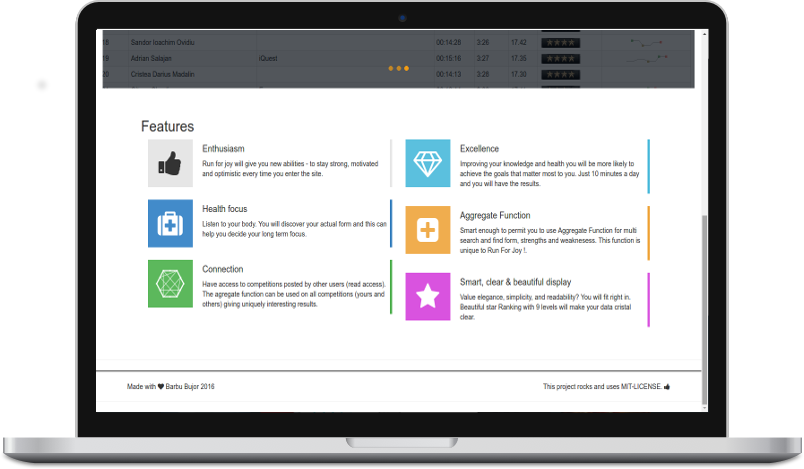 18 Sandor Ioachim Ovidiu 00:14:28 3:26 17.42
19 Adrian Salajan iQuest 00:15:16 3:27 17.35
20 Cristea Darius Madalin 00:14:13 3:28 17.30
Features
Enthusiasm
Run for joy will give you new abilities - to stay strong, motivated
and optimistic every time you enter the site.
Health focus
Listen to your body. You will discover your actual form and this can
help you decide your long term focus.
Connection
Have access to competitions posted by other users (read access).
The agregate function can be used on all competitions (yours and
others) giving uniquely interesting results.
Excellence
Improving your knowledge and health you will be more likely to
achieve the goals that matter most to you. Just 10 minutes a day
and you will have the results.
Aggregate Function
Smart enough to permit you to use Aggregate Function for multi
search and find form, strengths and weakneses. This function is
unique to Run For Joy !.
Smart, clear & beautiful display
Value elegance, simplicity, and readability? You will fit right in.
Beautiful star Ranking with 9 levels will make your data cristal
clear.
Made with ♥ Barbu Bujor 2016
This project rocks and uses MIT-LICENSE.